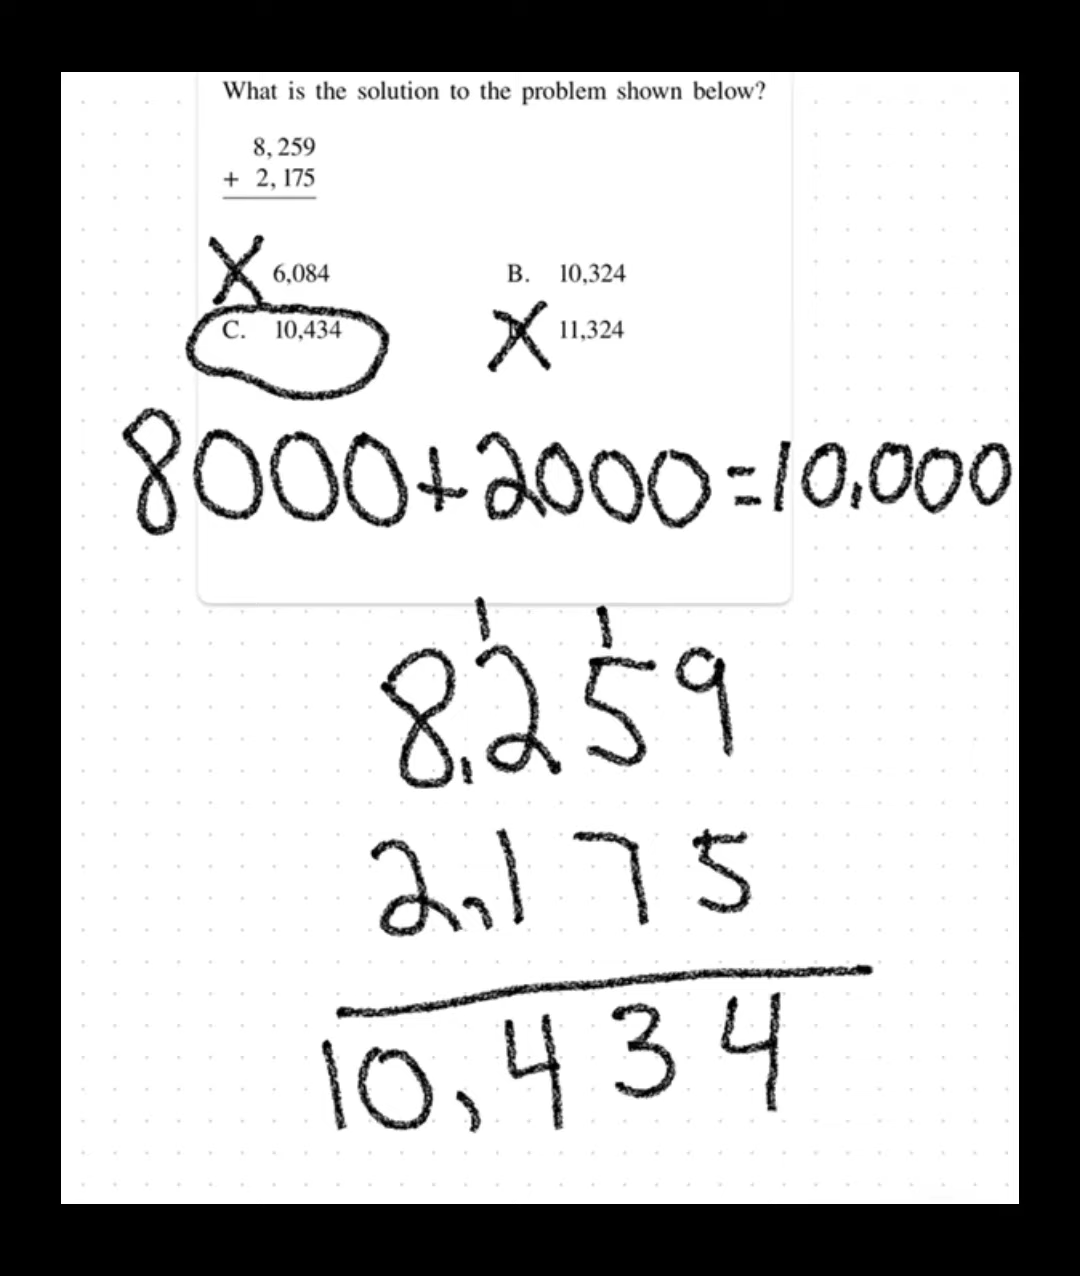 What is the solution to the problem shown below?
8, 259
+ 2, 175
X 6,084
B. 10,324
C. 10,434
X 11,324
8000+2000=10,000
1 1
8,259
2,175
10,434